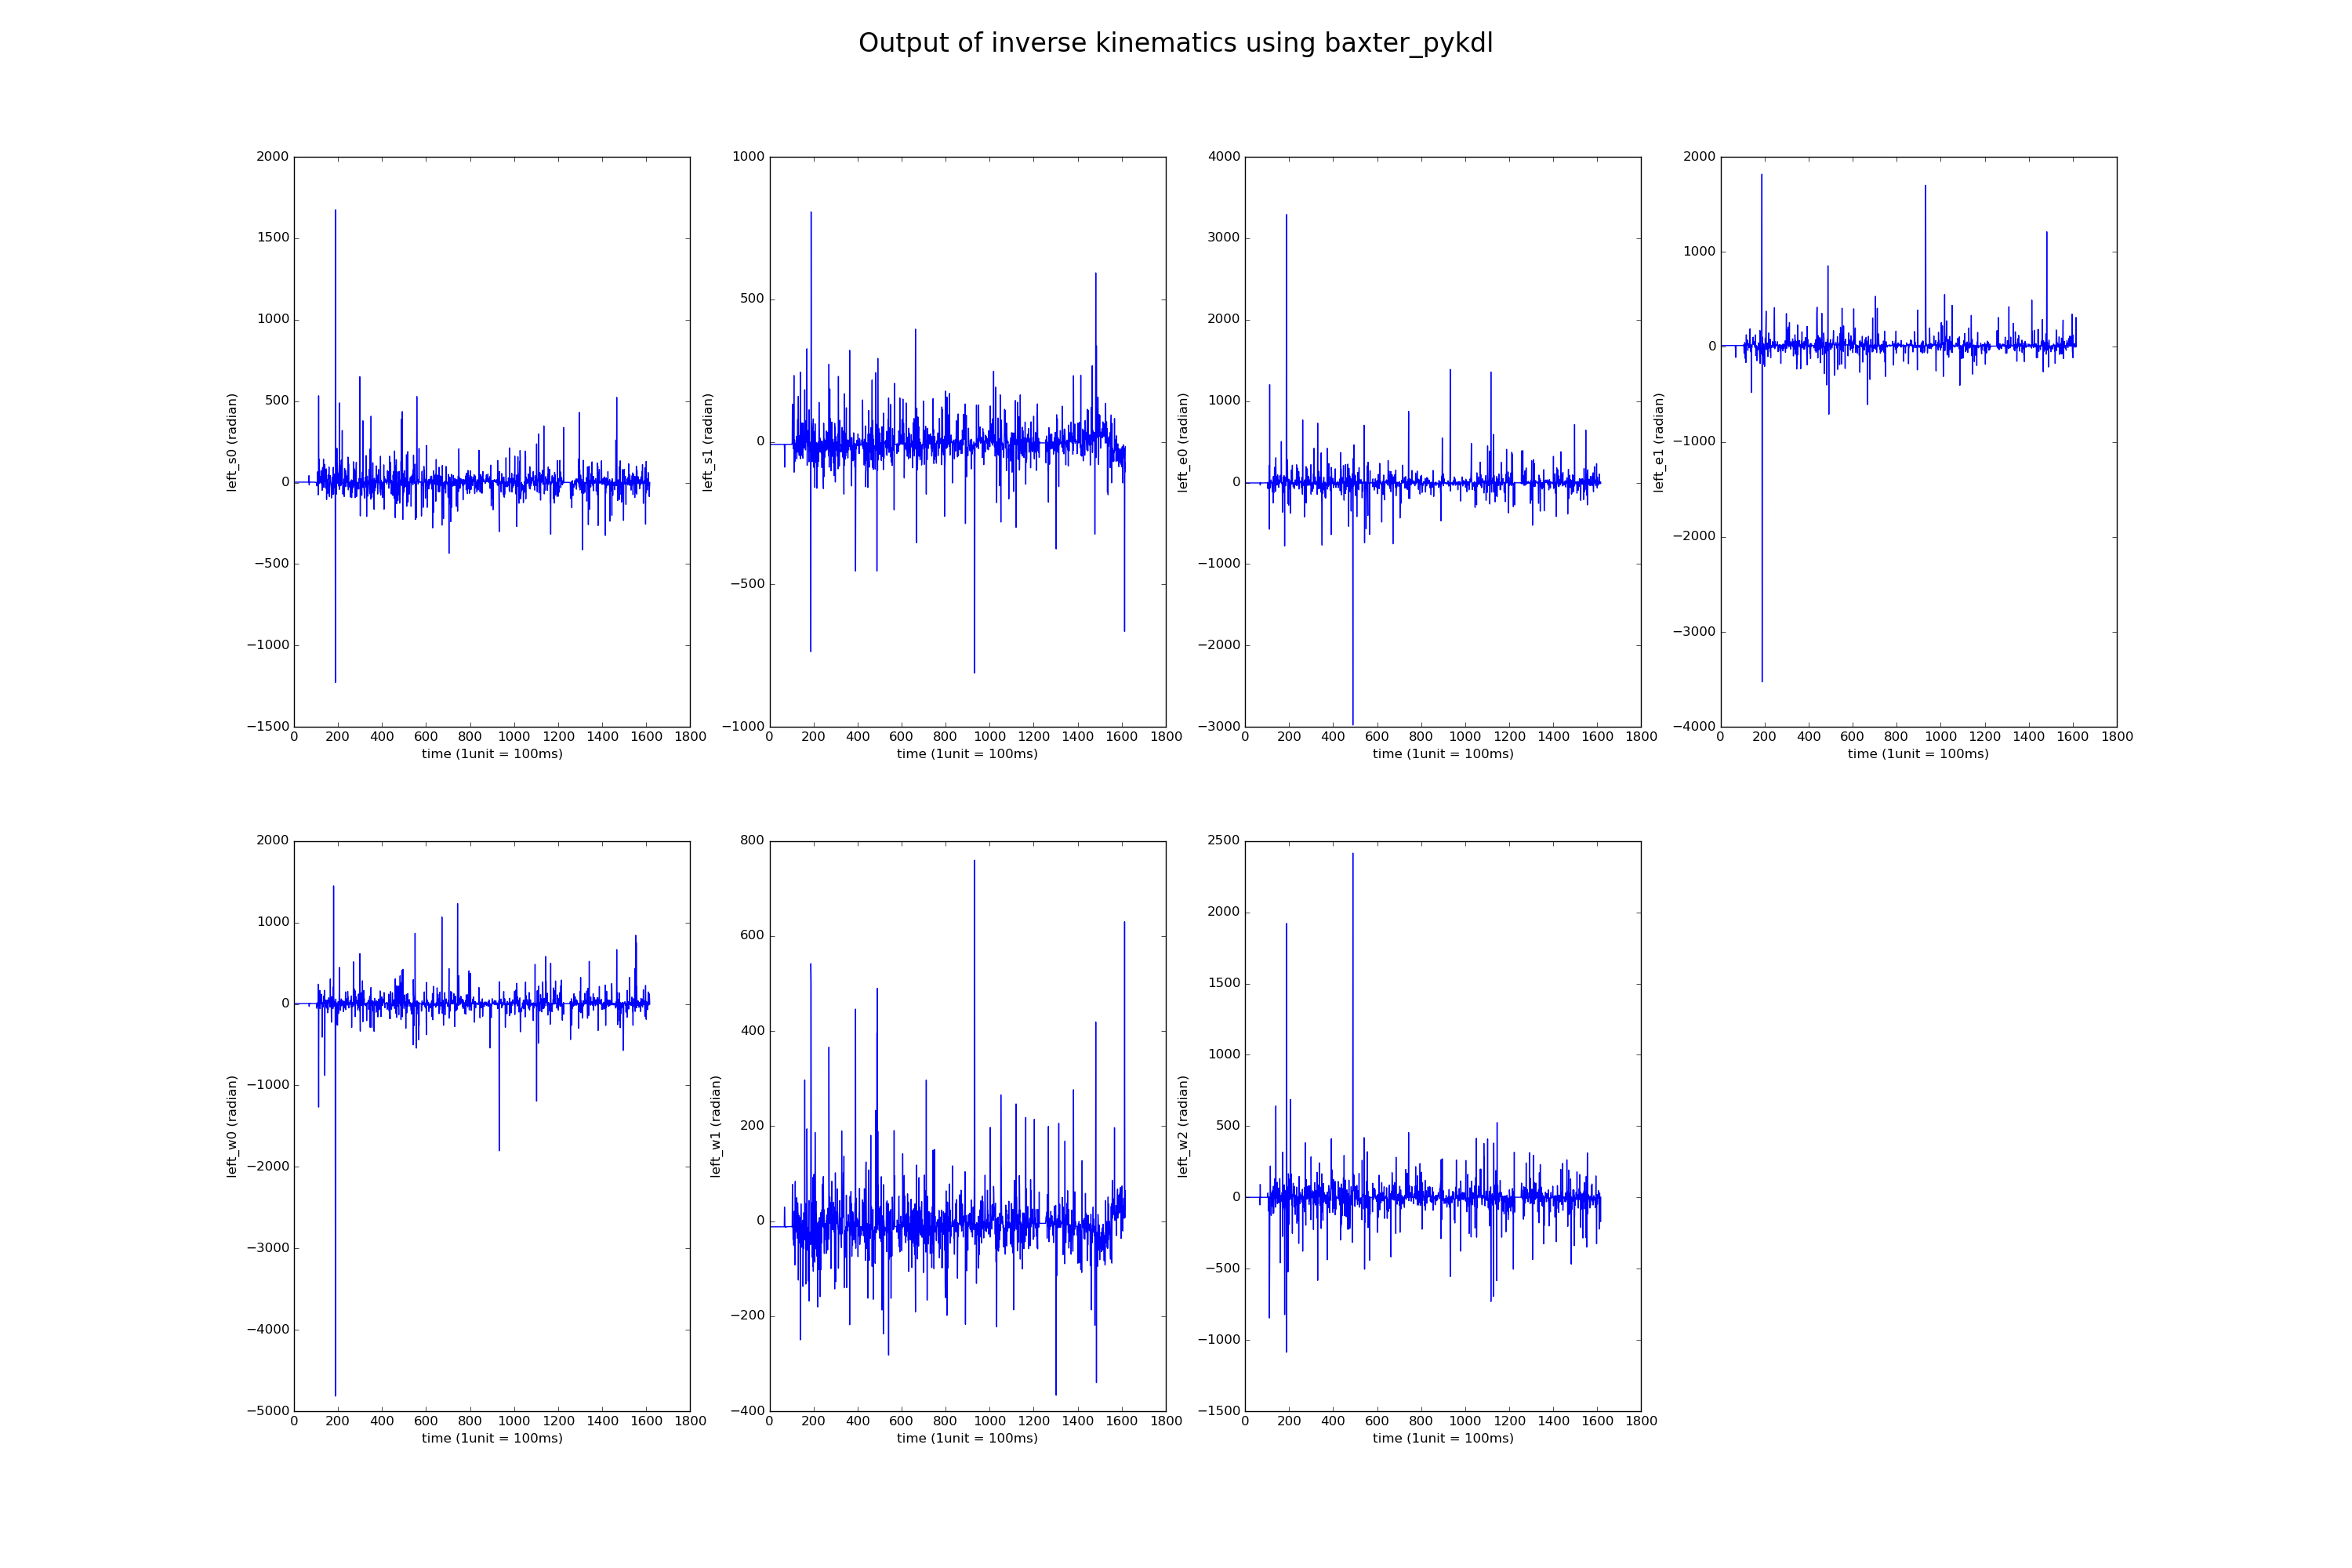 Output of inverse kinematics using baxter_pykdl
2000
1500
1000
500
0
−500
−1000
−1500
left_s0 (radian)
0 200 400 600 800 1000 1200 1400 1600 1800
time (1unit = 100ms)
1000
500
0
−500
−1000
left_s1 (radian)
0 200 400 600 800 1000 1200 1400 1600 1800
time (1unit = 100ms)
4000
3000
2000
1000
0
−1000
−2000
−3000
left_e0 (radian)
0 200 400 600 800 1000 1200 1400 1600 1800
time (1unit = 100ms)
2000
1000
0
−1000
−2000
−3000
−4000
left_e1 (radian)
0 200 400 600 800 1000 1200 1400 1600 1800
time (1unit = 100ms)
2000
1000
0
−1000
−2000
−3000
−4000
−5000
left_w0 (radian)
0 200 400 600 800 1000 1200 1400 1600 1800
time (1unit = 100ms)
800
600
400
200
0
−200
−400
left_w1 (radian)
0 200 400 600 800 1000 1200 1400 1600 1800
time (1unit = 100ms)
2500
2000
1500
1000
500
0
−500
−1000
−1500
left_w2 (radian)
0 200 400 600 800 1000 1200 1400 1600 1800
time (1unit = 100ms)